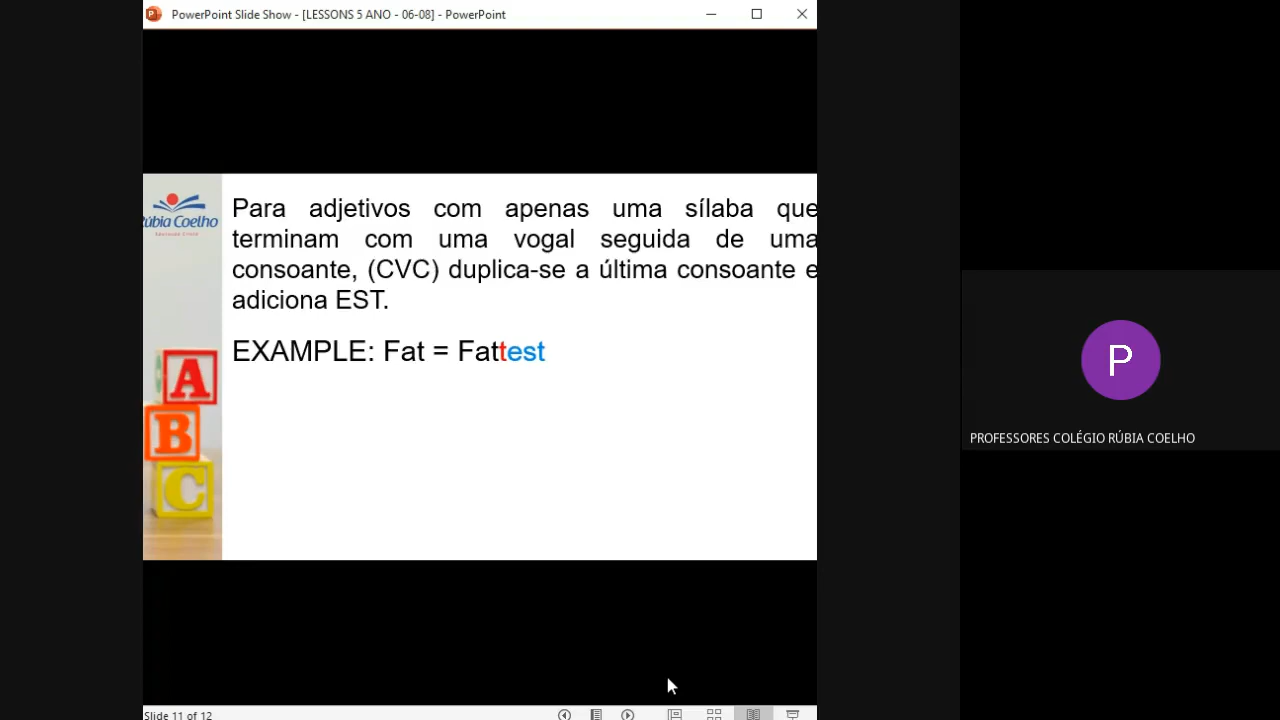 PowerPoint Slide Show - [LESSONS 5 ANO - 06-08] - PowerPoint
Rúbia Coelho
Para adjetivos com apenas uma sílaba que
terminam com uma vogal seguida de uma
consoante, (CVC) duplica-se a última consoante e
adiciona EST.
EXAMPLE: Fat = Fattest
A
B
C
P
PROFESSORES COLÉGIO RÚBIA COELHO
Slide 11 of 12